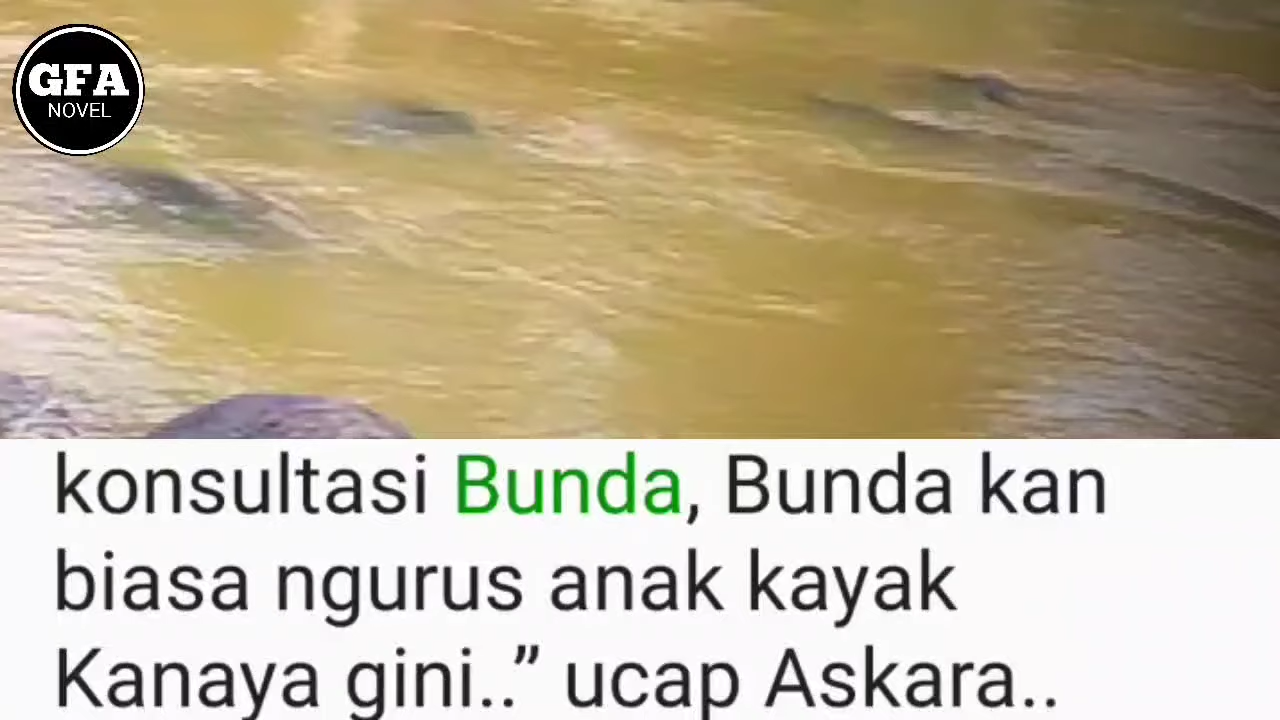 GFA
NOVEL
konsultasi Bunda, Bunda kan
biasa ngurus anak kayak
Kanaya gini..” ucap Askara..